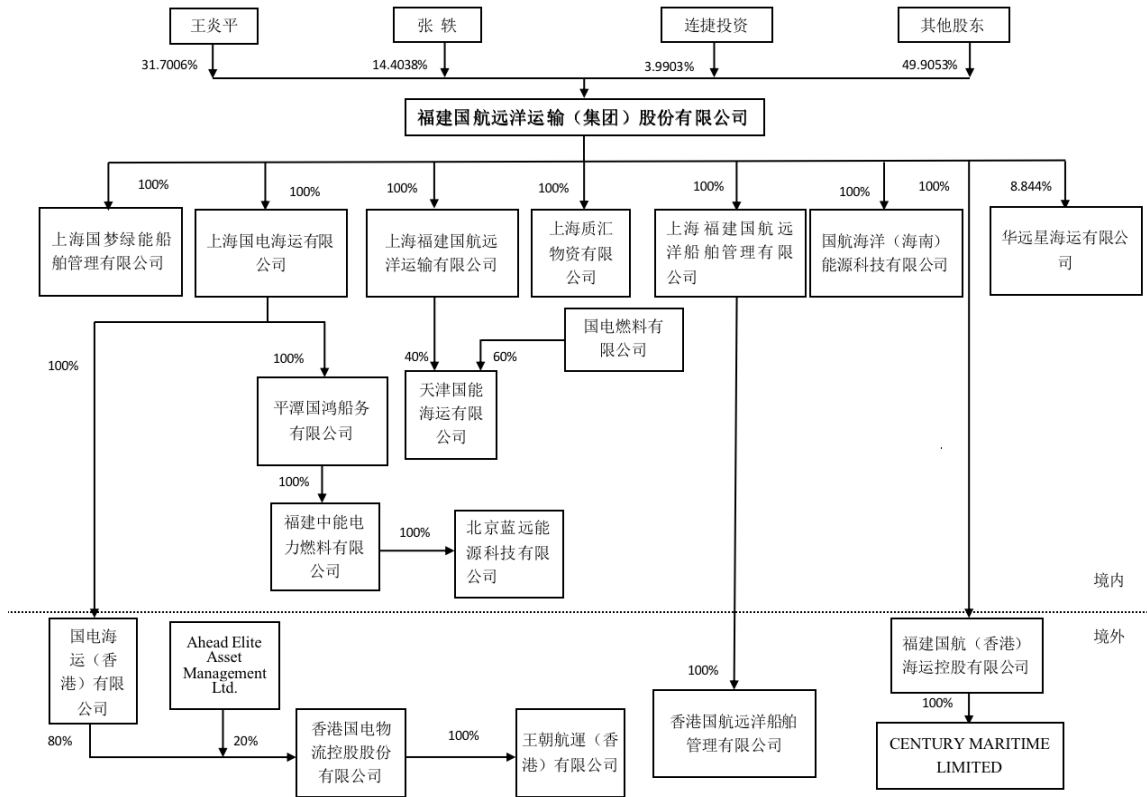 王炎平
张 轶
连捷投资
其他股东
31.7006%
14.4038%
3.9903%
49.9053%
福建国航远洋运输（集团）股份有限公司
100%
100%
100%
100%
100%
100%
100%
8.844%
上海国梦绿能船
舶管理有限公司
上海国电海运有限
公司
上海福建国航远
洋运输有限公司
上海质汇
物资有限
公司
上海福建国航远
洋船舶管理有限
公司
国航海洋（海南）
能源科技有限公司
华远星海运有限公
司
国电燃料有
限公司
100%
100%
40%
60%
平潭国鸿船务
有限公司
天津国能
海运有限
公司
100%
福建中能电
力燃料有限
公司
100%
北京蓝远能
源科技有限
公司
境内
境外
国电海
运（香
港）有限
公司
Ahead Elite
Asset
Management
Ltd.
福建国航（香港）
海运控股有限公司
100%
100%
80%
20%
香港国电物
流控股股份
有限公司
100%
王朝航運（香
港）有限公司
香港国航远洋船舶
管理有限公司
CENTURY MARITIME
LIMITED